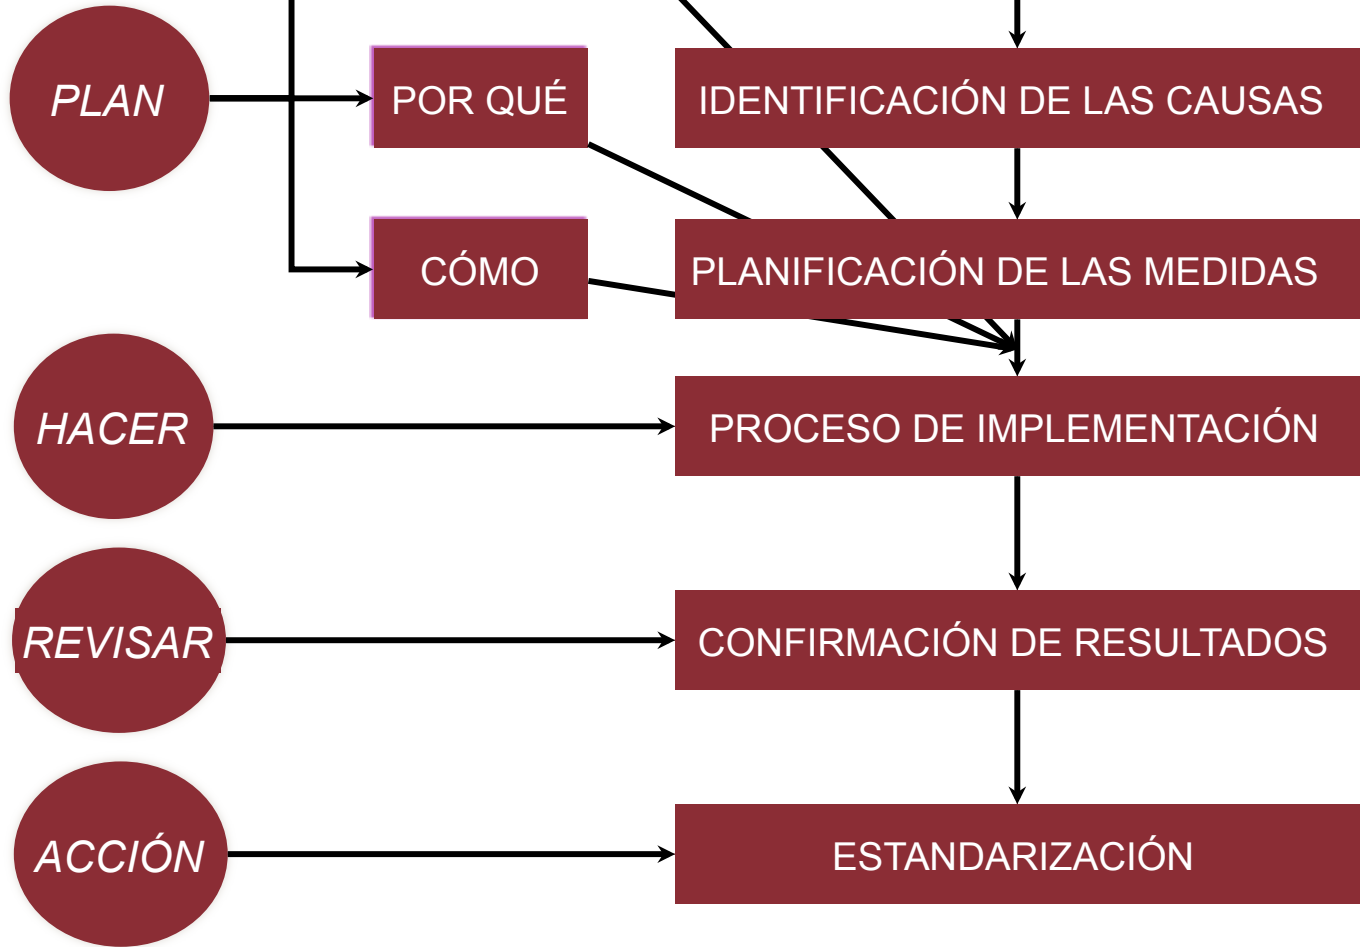 PLAN
POR QUÉ
IDENTIFICACIÓN DE LAS CAUSAS
CÓMO
PLANIFICACIÓN DE LAS MEDIDAS
HACER
PROCESO DE IMPLEMENTACIÓN
REVISAR
CONFIRMACIÓN DE RESULTADOS
ACCIÓN
ESTANDARIZACIÓN